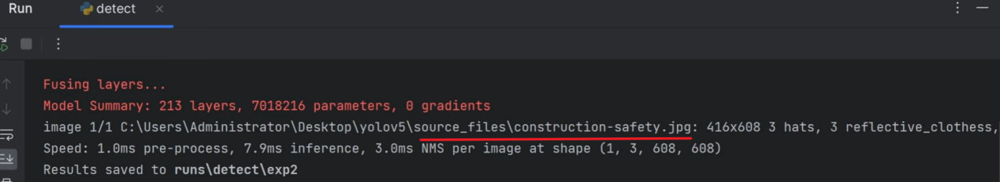 Run detect
Fusing layers...
Model Summary: 213 layers, 7018216 parameters, 0 gradients
image 1/1 C:\Users\Administrator\Desktop\yolov5\source_files\construction-safety.jpg: 416x608 3 hats, 3 reflective_clothess,
Speed: 1.0ms pre-process, 7.9ms inference, 3.0ms NMS per image at shape (1, 3, 608, 608)
Results saved to runs\detect\exp2